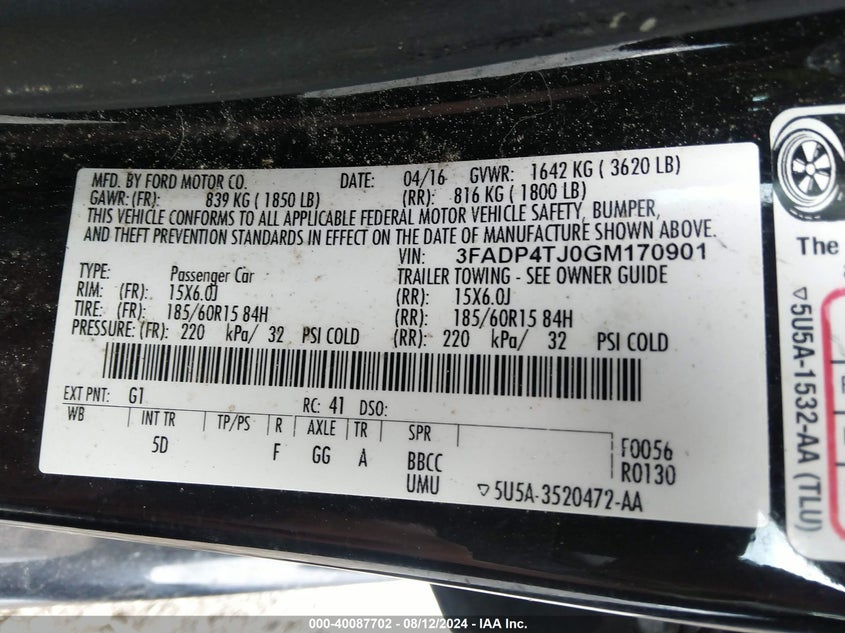 MFD. BY FORD MOTOR CO. DATE: 04/16 GVWR: 1642 KG ( 3620 LB)
GAWR: (FR): 839 KG ( 1850 LB) (RR): 816 KG ( 1800 LB)
THIS VEHICLE CONFORMS TO ALL APPLICABLE FEDERAL MOTOR VEHICLE SAFETY, BUMPER,
AND THEFT PREVENTION STANDARDS IN EFFECT ON THE DATE OF MANUFACTURE SHOWN ABOVE.
VIN: 3FADP4TJ0GM170901
TYPE: Passenger Car TRAILER TOWING - SEE OWNER GUIDE
RIM: (FR): 15X6.0J (RR): 15X6.0J
TIRE: (FR): 185/60R15 84H (RR): 185/60R15 84H
PRESSURE: (FR): 220 kPa/ 32 PSI COLD (RR): 220 kPa/ 32 PSI COLD
EXT PNT: G1 RC: 41 DSO:
WB INT TR TP/PS R AXLE TR SPR
5D F GG A BBCC F0056
UMU R0130
▽5U5A-3520472-AA
The
▽5U5A-1532-AA (TLU)
000-40087702 - 08/12/2024 - IAA Inc.